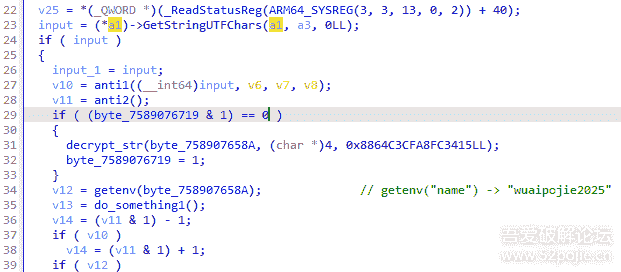 22 v25 = *(_QWORD *)(_ReadStatusReg(ARM64_SYSREG(3, 3, 13, 0, 2)) + 40);
23 input = (*a1)->GetStringUTFChars(a1, a3, 0LL);
24 if ( input )
25 {
26 input_1 = input;
27 v10 = anti1((__int64)input, v6, v7, v8);
28 v11 = anti2();
29 if ( (byte_7589076719 & 1) == 0 )
30 {
31 decrypt_str(byte_758907658A, (char *)4, 0x8864C3CFA8FC3415LL);
32 byte_7589076719 = 1;
33 }
34 v12 = getenv(byte_758907658A); // getenv("name") -> "wuaipojie2025"
35 v13 = do_something1();
36 v14 = (v11 & 1) - 1;
37 if ( v10 )
38 v14 = (v11 & 1) + 1;
39 if ( v12 )
吾爱破解论坛
www.52pojie.cn